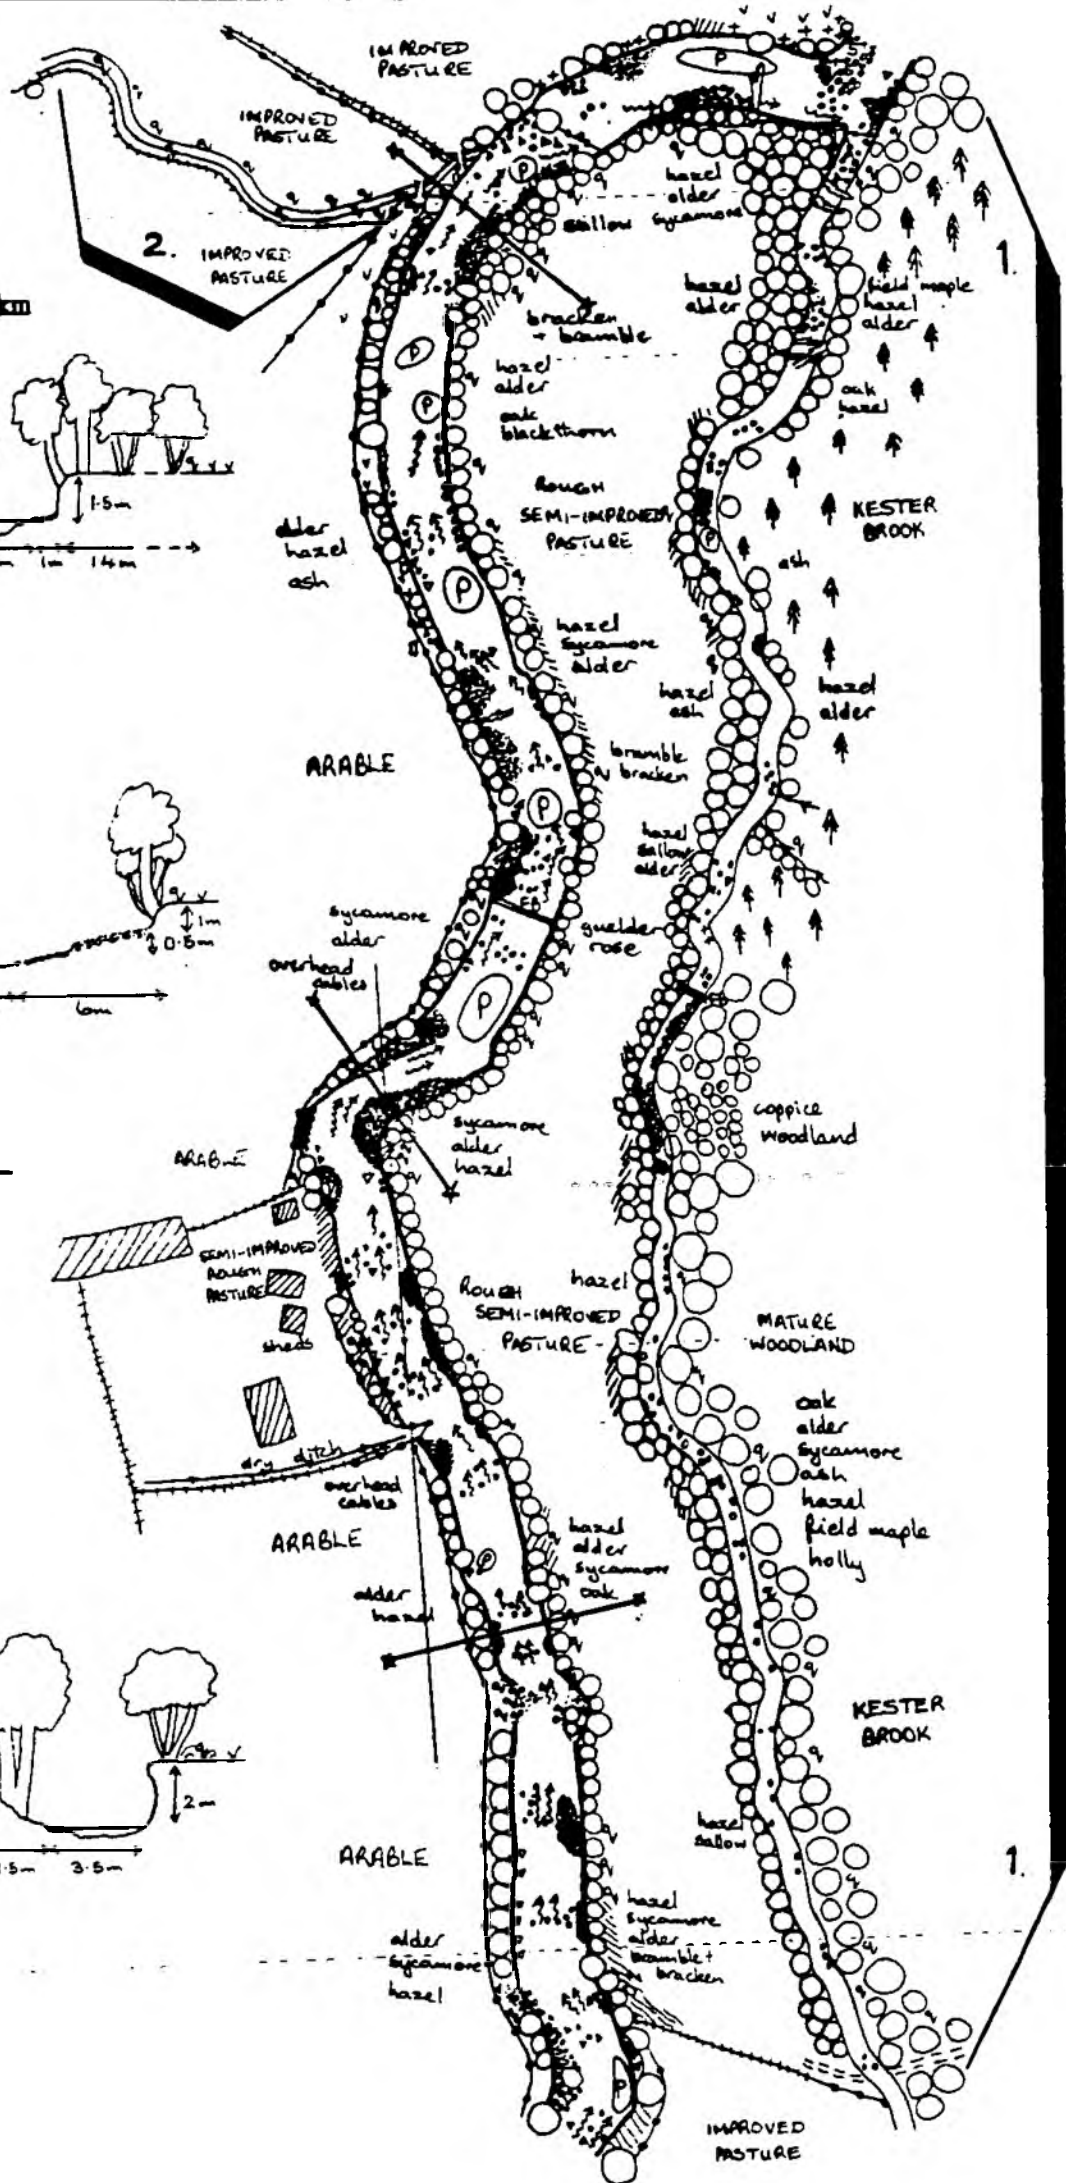 IMPROVED
PASTURE
IMPROVED
PASTURE
2.
IMPROVED
PASTURE
P
P
hazel
alder
sallow sycamore
1.
bracken
+ bramble
hazel
alder
field maple
hazel
alder
P
P
hazel
alder
oak
blackthorn
oak
hazel
1.5m
1m
14m
ROUGH
SEMI-IMPROVED
PASTURE
KESTER
BROOK
P
alder
hazel
ash
P
ash
hazel
sycamore
alder
hazel
ash
hazel
alder
ARABLE
bramble
bracken
P
hazel
sallow
alder
1m
0.5m
6m
EB
sycamore
alder
guelder
rose
overhead
cables
P
coppice
woodland
sycamore
alder
hazel
ARABLE
SEMI-IMPROVED
ROUGH
PASTURE
sheds
hazel
ROUGH
SEMI-IMPROVED
PASTURE
MATURE
WOODLAND
oak
alder
sycamore
ash
hazel
field maple
holly
dry ditch
overhead
cables
ARABLE
P
hazel
alder
sycamore
oak
alder
hazel
KESTER
BROOK
2m
1.5m
3.5m
hazel
sallow
ARABLE
1.
hazel
sycamore
alder
bramble +
bracken
alder
sycamore
hazel
P
IMPROVED
PASTURE